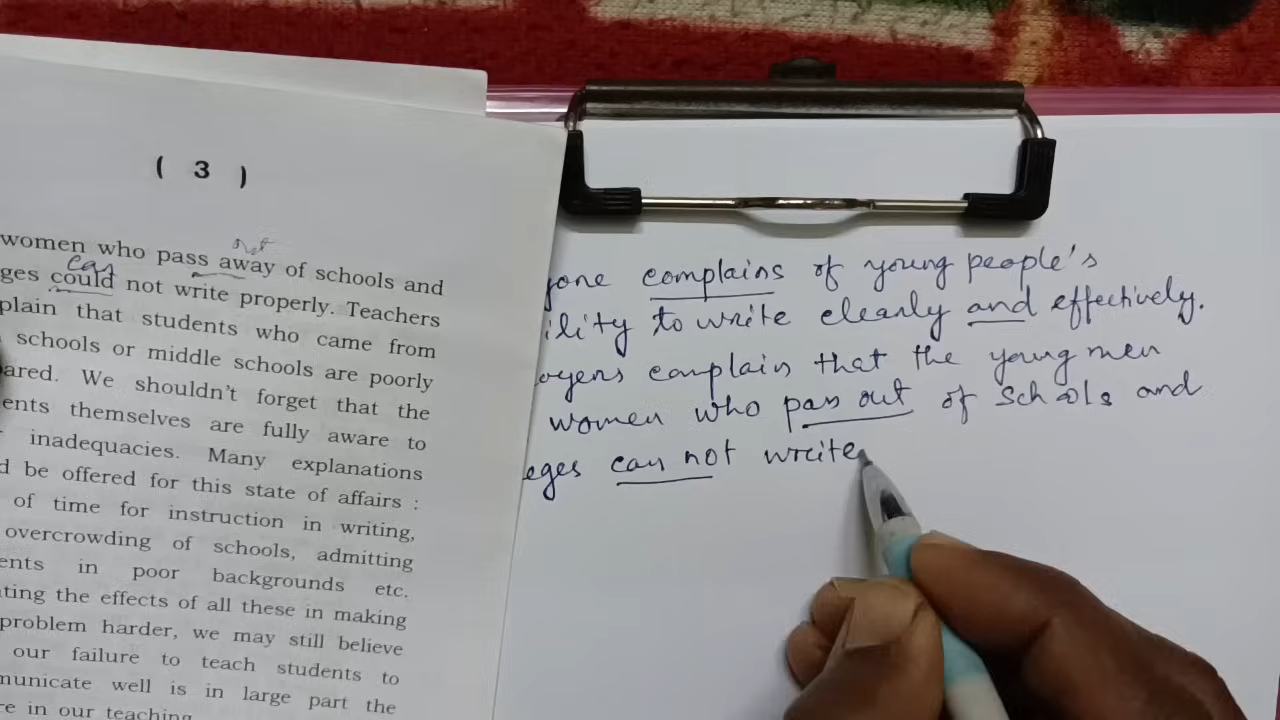 ( 3 )
out
women who pass away of schools and
can
ges could not write properly. Teachers
plain that students who came from
schools or middle schools are poorly
ared. We shouldn't forget that the
ents themselves are fully aware to
inadequacies. Many explanations
d be offered for this state of affairs :
of time for instruction in writing,
overcrowding of schools, admitting
ents in poor backgrounds etc.
ting the effects of all these in making
problem harder, we may still believe
our failure to teach students to
municate well is in large part the
re in our teaching
yone complains of young people's
ility to write clearly and effectively.
oyers complain that the young men
women who pass out of schools and
eges can not write